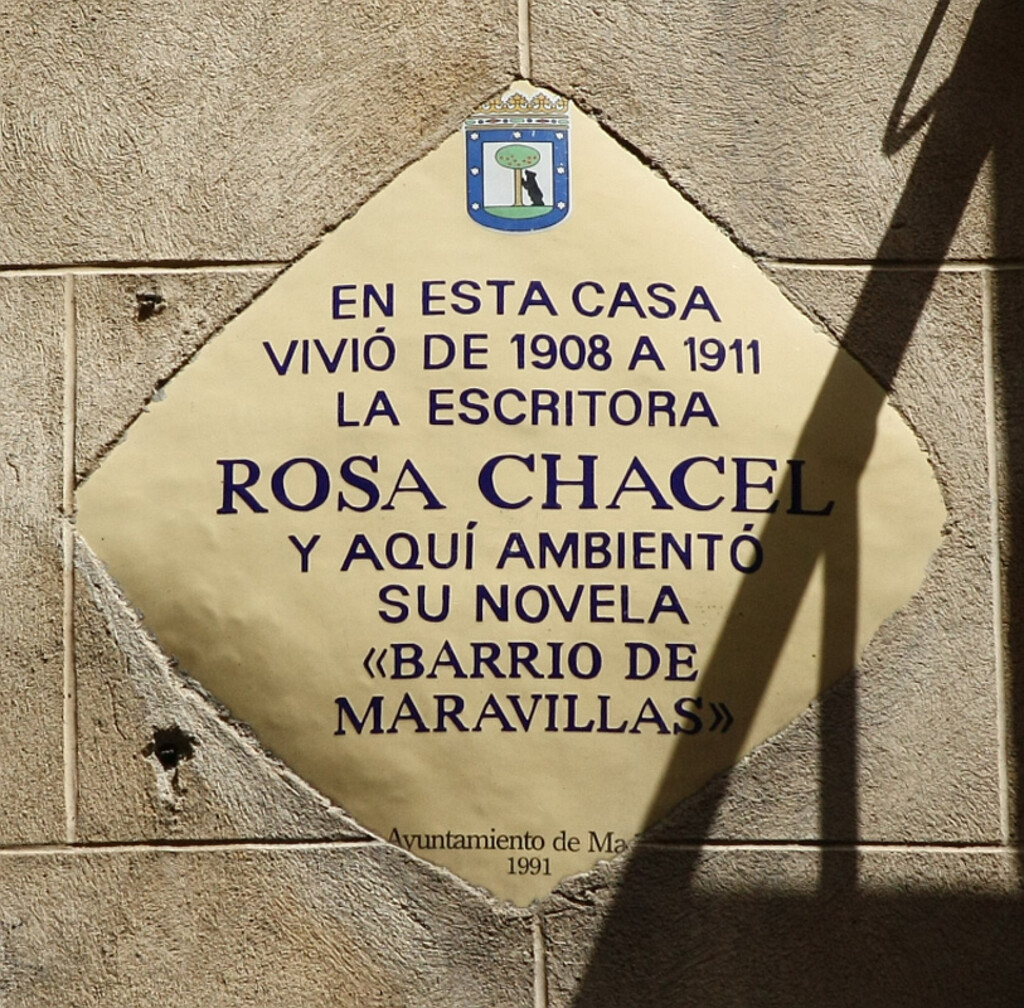 EN ESTA CASA
VIVIÓ DE 1908 A 1911
LA ESCRITORA
ROSA CHACEL
Y AQUÍ AMBIENTÓ
SU NOVELA
«BARRIO DE
MARAVILLAS»
Ayuntamiento de Ma
1991